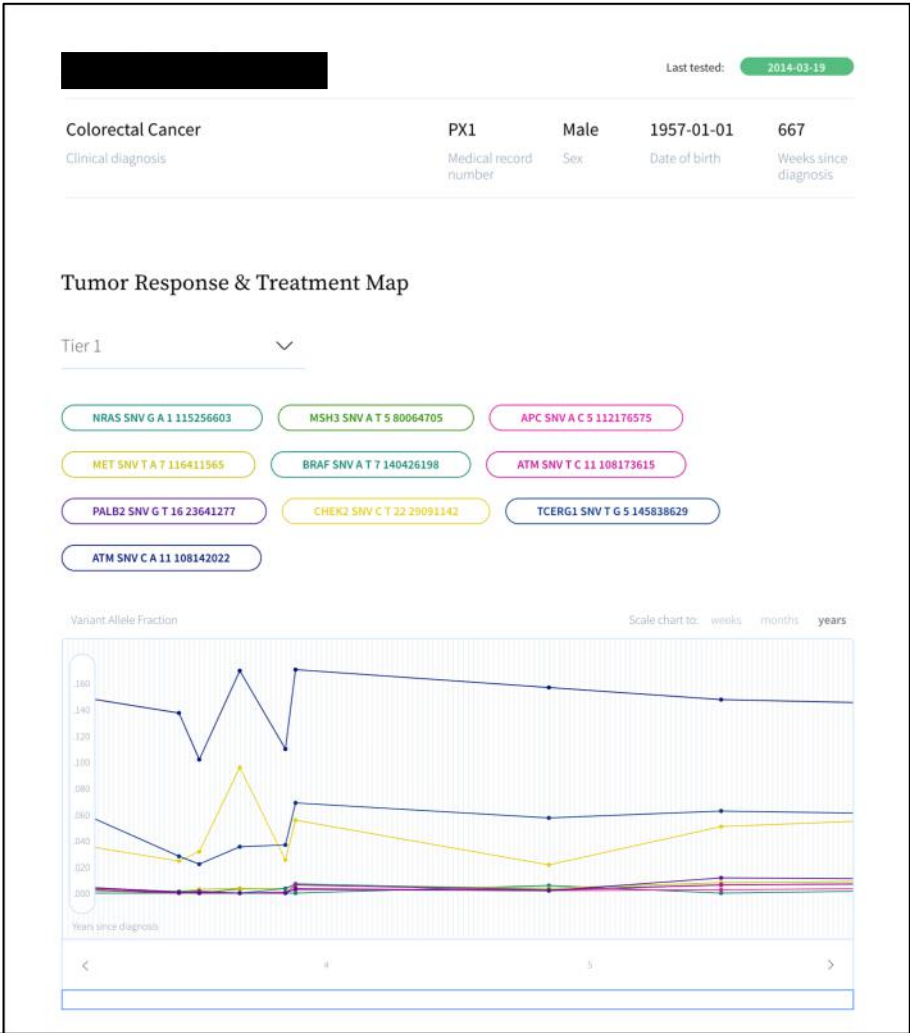 Last tested: 2014-03-19
Colorectal Cancer PX1 Male 1957-01-01 667
Clinical diagnosis Medical record number Sex Date of birth Weeks since diagnosis
Tumor Response & Treatment Map
Tier 1
NRAS SNV G A 1 115256603 MSH3 SNV A T 5 80064705 APC SNV A C 5 112176575
MET SNV T A 7 116411565 BRAF SNV A T 7 140426198 ATM SNV T C 11 108173615
PALB2 SNV G T 16 23641277 CHEK2 SNV C T 22 29091142 TCERG1 SNV T G 5 145838629
ATM SNV C A 11 108142022
Variant Allele Fraction Scale chart to: weeks months years
.160
.140
.120
.100
.080
.060
.040
.020
.000
Years since diagnosis
4 5